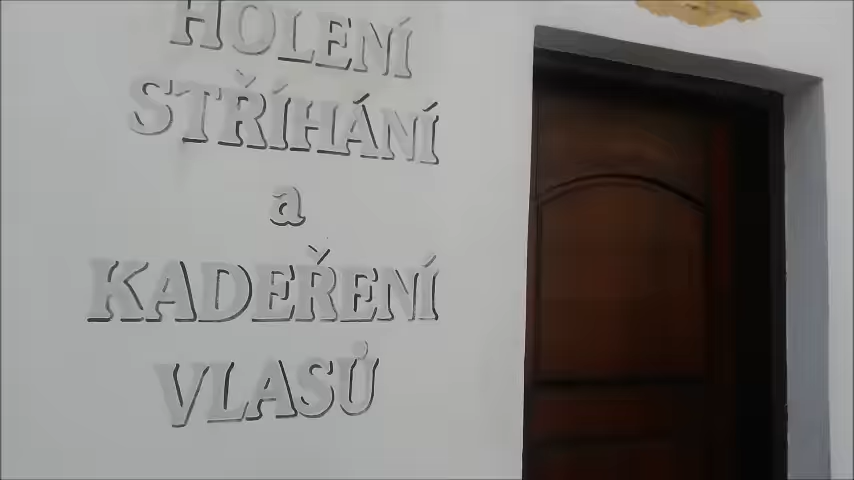 HOLENÍ
STŘÍHÁNÍ
a
KADEŘENÍ
VLASŮ